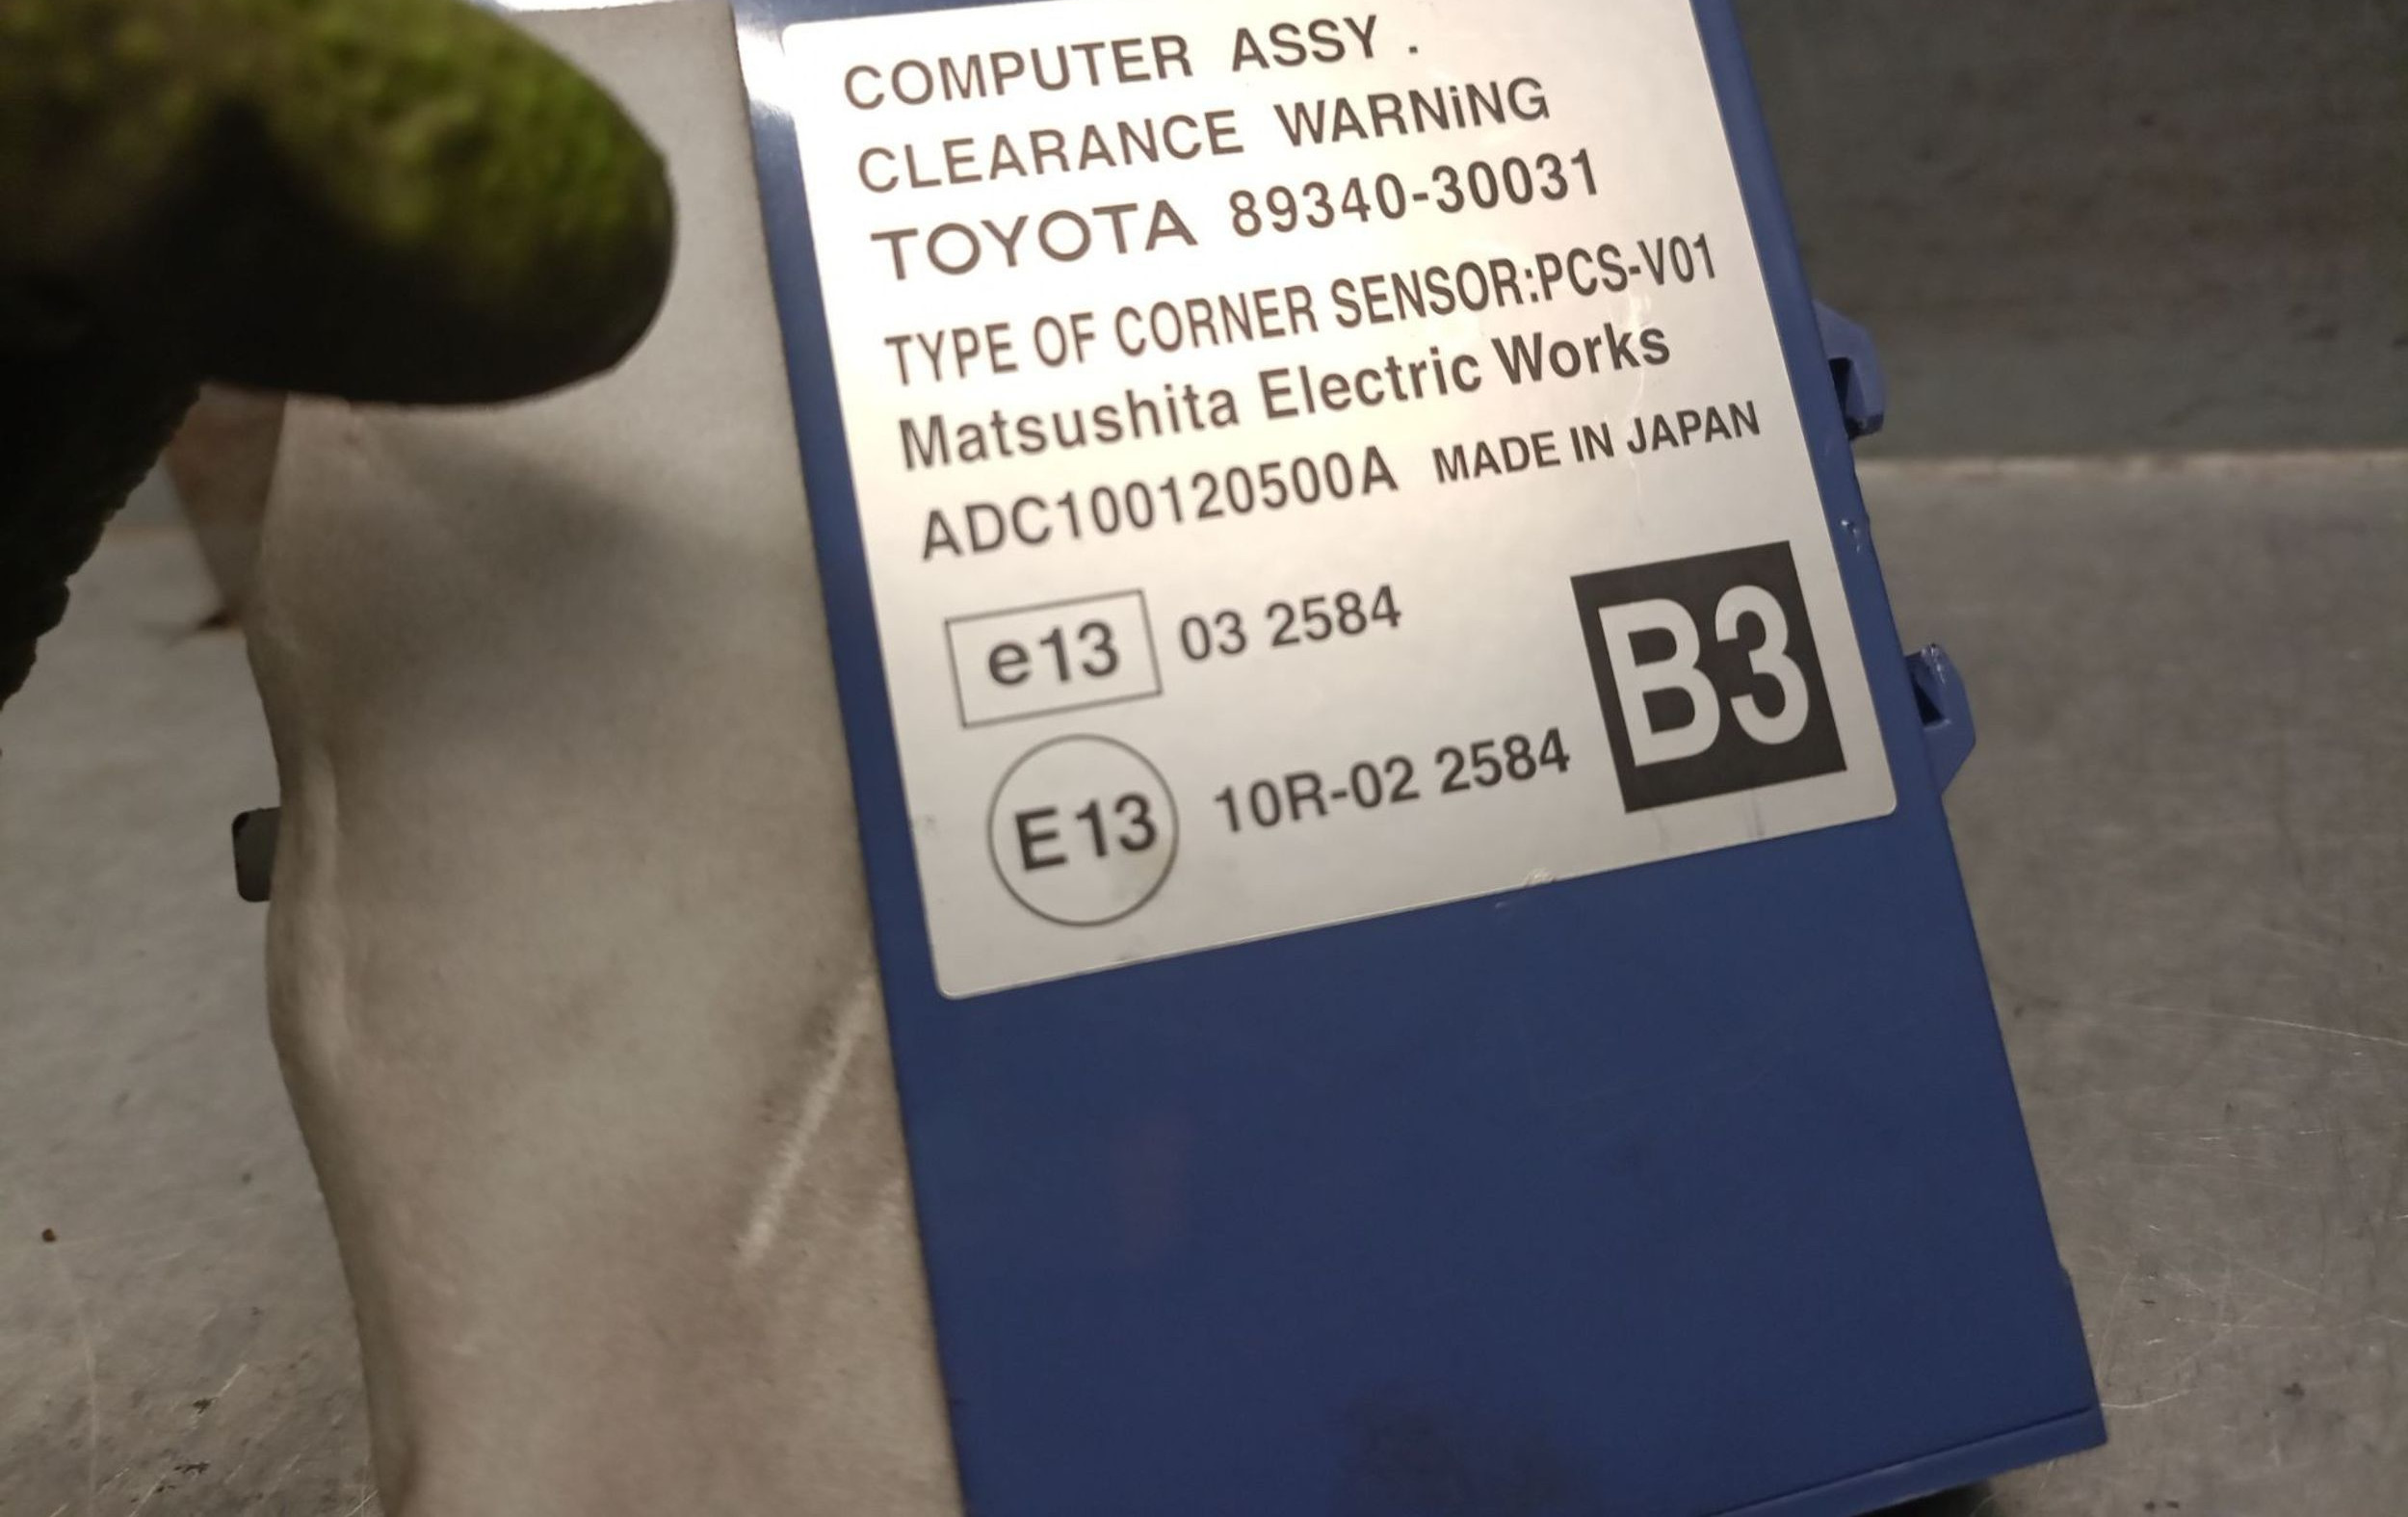 COMPUTER ASSY .
CLEARANCE WARNiNG
TOYOTA 89340-30031
TYPE OF CORNER SENSOR:PCS-V01
Matsushita Electric Works
ADC100120500A MADE IN JAPAN
e13 03 2584
B3
E13 10R-02 2584